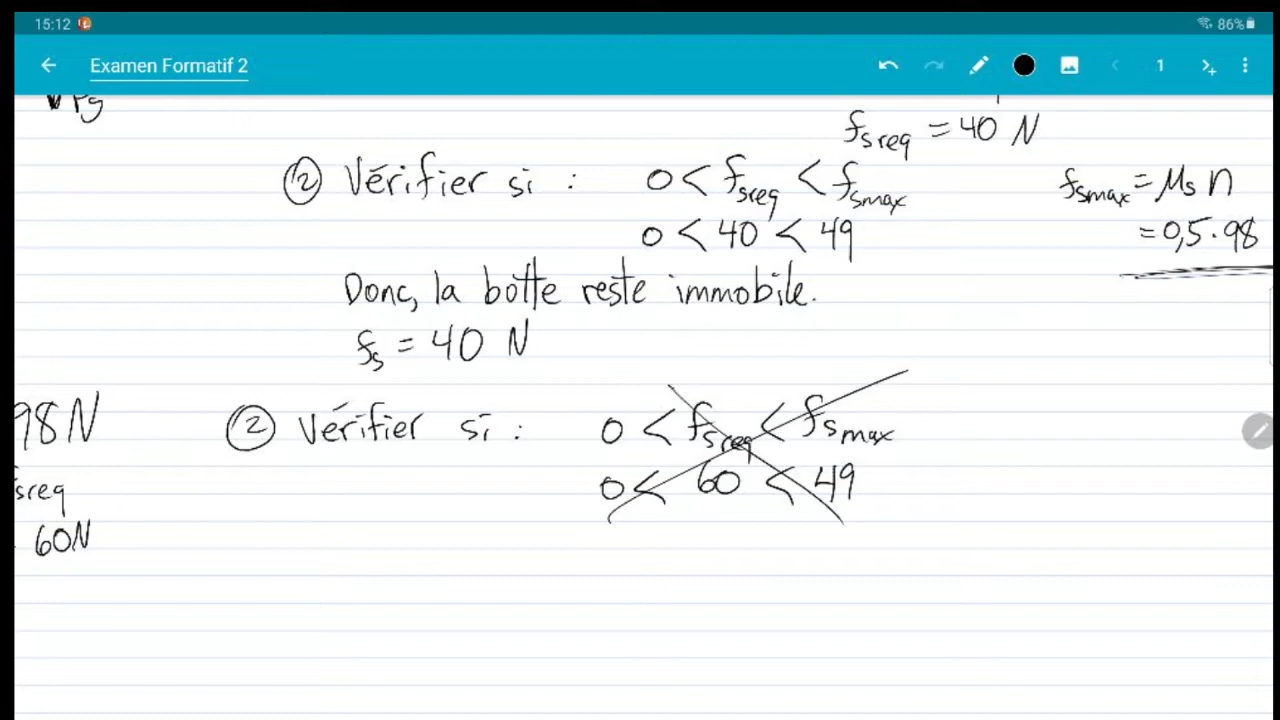 15:12 86%
Examen Formatif 2 1
fsreq = 40 N
② Vérifier si : 0 < fsreq < fsmax fsmax = μs n
0 < 40 < 49 = 0,5 · 98
Donc, la boîte reste immobile.
fs = 40 N
98N ② Vérifier si : 0 < fsreq < fsmax
fsreq 0 < 60 < 49
60N